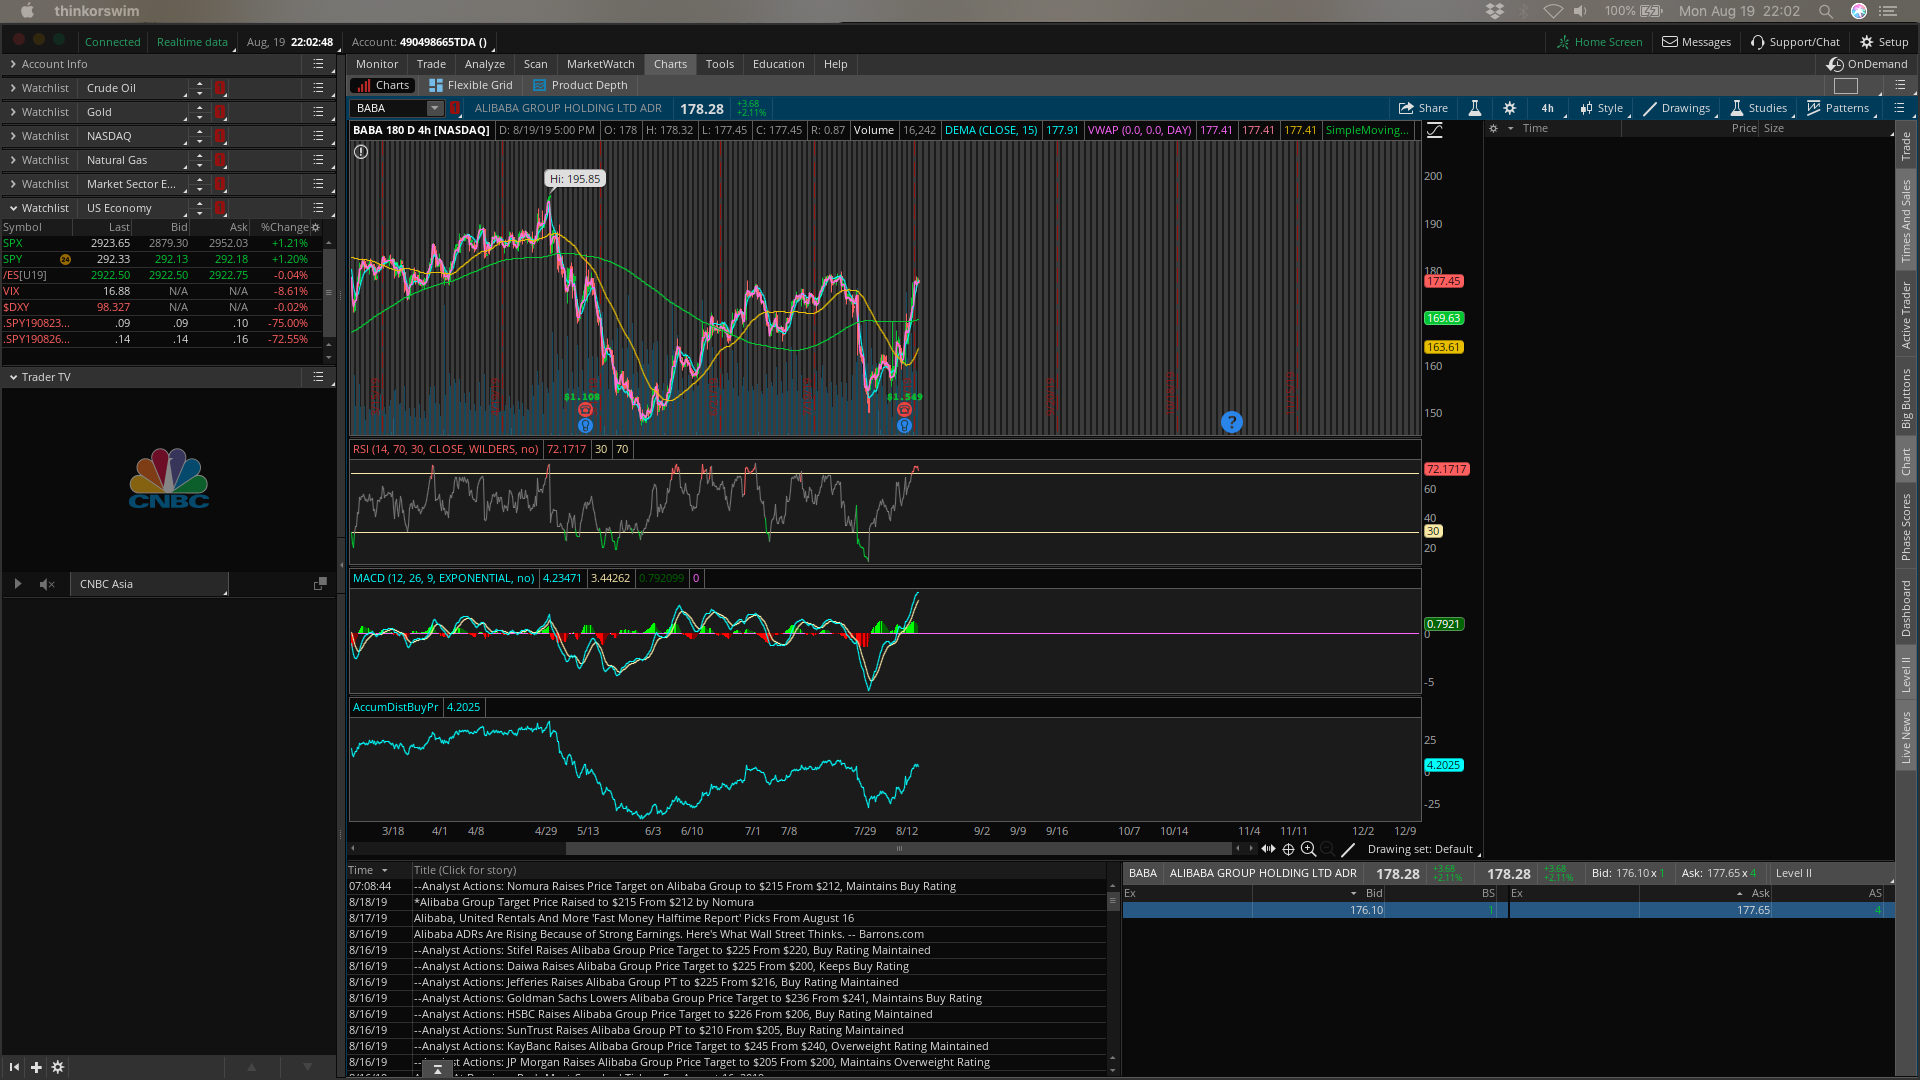 thinkorswim
100%
Mon Aug 19 22:02
Connected
Realtime data
Aug, 19 22:02:48
Account: 490498665TDA ()
Home Screen
Messages
Support/Chat
Setup
Account Info
Watchlist Crude Oil
Watchlist Gold
Watchlist NASDAQ
Watchlist Natural Gas
Watchlist Market Sector E...
Watchlist US Economy
Symbol Last Bid Ask %Change
SPX 2923.65 2879.30 2952.03 +1.21%
SPY 24 292.33 292.13 292.18 +1.20%
/ES[U19] 2922.50 2922.50 2922.75 -0.04%
VIX 16.88 N/A N/A -8.61%
$DXY 98.327 N/A N/A -0.02%
.SPY190823... .09 .09 .10 -75.00%
.SPY190826... .14 .14 .16 -72.55%
Trader TV
CNBC
CNBC Asia
Monitor Trade Analyze Scan MarketWatch Charts Tools Education Help
OnDemand
Charts Flexible Grid Product Depth
BABA ALIBABA GROUP HOLDING LTD ADR 178.28 +3.68 +2.11%
Share 4h Style Drawings Studies Patterns
BABA 180 D 4h [NASDAQ] D: 8/19/19 5:00 PM O: 178 H: 178.32 L: 177.45 C: 177.45 R: 0.87 Volume 16,242 DEMA (CLOSE, 15) 177.91 VWAP (0.0, 0.0, DAY) 177.41 177.41 177.41 SimpleMoving...
Hi: 195.85
200
190
180
177.45
169.63
163.61
160
150
$1.108
$1.549
?
RSI (14, 70, 30, CLOSE, WILDERS, no) 72.1717 30 70
72.1717
60
40
30
20
MACD (12, 26, 9, EXPONENTIAL, no) 4.23471 3.44262 0.792099 0
0.7921
0
-5
AccumDistBuyPr 4.2025
25
4.2025
0
-25
3/18 4/1 4/8 4/29 5/13 6/3 6/10 7/1 7/8 7/29 8/12 9/2 9/9 9/16 10/7 10/14 11/4 11/11 12/2 12/9
Drawing set: Default
Time Price Size
Trade
Times And Sales
Active Trader
Big Buttons
Chart
Phase Scores
Dashboard
Level II
Live News
Time Title (Click for story)
07:08:44 --Analyst Actions: Nomura Raises Price Target on Alibaba Group to $215 From $212, Maintains Buy Rating
8/18/19 *Alibaba Group Target Price Raised to $215 From $212 by Nomura
8/17/19 Alibaba, United Rentals And More 'Fast Money Halftime Report' Picks From August 16
8/16/19 Alibaba ADRs Are Rising Because of Strong Earnings. Here's What Wall Street Thinks. -- Barrons.com
8/16/19 --Analyst Actions: Stifel Raises Alibaba Group Price Target to $225 From $220, Buy Rating Maintained
8/16/19 --Analyst Actions: Daiwa Raises Alibaba Group Price Target to $225 From $200, Keeps Buy Rating
8/16/19 --Analyst Actions: Jefferies Raises Alibaba Group PT to $225 From $216, Buy Rating Maintained
8/16/19 --Analyst Actions: Goldman Sachs Lowers Alibaba Group Price Target to $236 From $241, Maintains Buy Rating
8/16/19 --Analyst Actions: HSBC Raises Alibaba Group Price Target to $226 From $206, Buy Rating Maintained
8/16/19 --Analyst Actions: SunTrust Raises Alibaba Group PT to $210 From $205, Buy Rating Maintained
8/16/19 --Analyst Actions: KayBanc Raises Alibaba Group Price Target to $245 From $240, Overweight Rating Maintained
8/16/19 Actions: JP Morgan Raises Alibaba Group Price Target to $205 From $200, Maintains Overweight Rating
BABA ALIBABA GROUP HOLDING LTD ADR 178.28 +3.68 +2.11% 178.28 +3.68 +2.11% Bid: 176.10 x 1 Ask: 177.65 x 4 Level II
Ex Bid BS Ex Ask AS
176.10 1 177.65 4